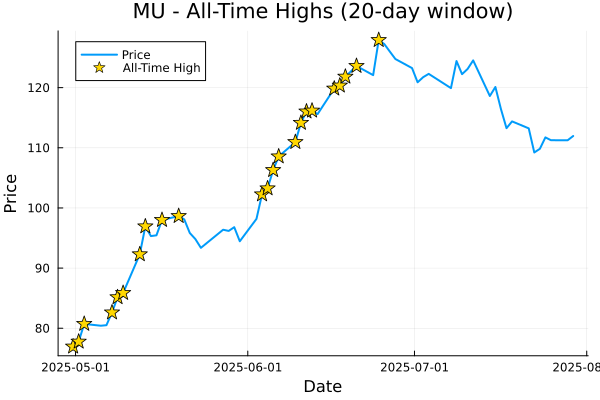 MU - All-Time Highs (20-day window)
Price
All-Time High
120
110
100
90
80
Price
2025-05-01
2025-06-01
2025-07-01
2025-08
Date